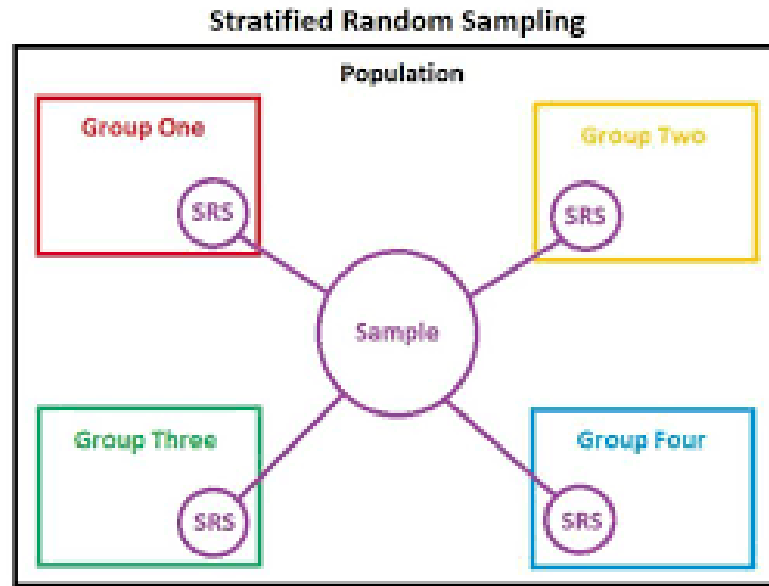 Stratified Random Sampling
Population
Group One
Group Two
SRS
SRS
Sample
Group Three
Group Four
SRS
SRS